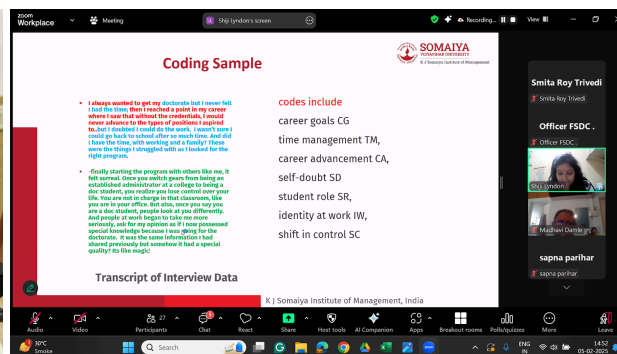 zoom
Workplace
Meeting
SL Shiji Lyndon's screen
Recording...
View
Coding Sample
SOMAIYA
VIDYAVIHAR UNIVERSITY
K J Somaiya Institute of Management
• I always wanted to get my doctorate but I never felt
I had the time; then i reached a point in my career
where I saw that without the credentials, I would
never advance to the types of positions I aspired
to..but I doubted I could do the work. I wasn't sure I
could go back to school after so much time. And did
I have the time, with working and a family? These
were the things I struggled with as I looked for the
right program.
• -finally starting the program with others like me, it
felt surreal. Once you switch gears from being an
established administrator at a college to being a
doc student, you realize you lose control over your
life. You are not in charge in that classroom, like
you are in your office. But also, once you say you
are a doc student, people look at you differently.
And people at work began to take me more
seriously, ask for my opinion as if I now possessed
special knowledge because I was going for the
doctorate. It was the same information I had
shared previously but somehow it had a special
quality? Its like magic!
Transcript of Interview Data
codes include
career goals CG
time management TM,
career advancement CA,
self-doubt SD
student role SR,
identity at work IW,
shift in control SC
K J Somaiya Institute of Management, India
Smita Roy Trivedi
Smita Roy Trivedi
Officer FSDC .
Officer FSDC .
Shiji Lyndon
Madhavi Damle
sapna parihar
sapna parihar
Audio
Video
27
Participants
Chat
React
Share
Host tools
AI Companion
Apps
Breakout rooms
Polls/quizzes
More
Leave
30°C
Smoke
Search
ENG
IN
14:52
05-02-2025